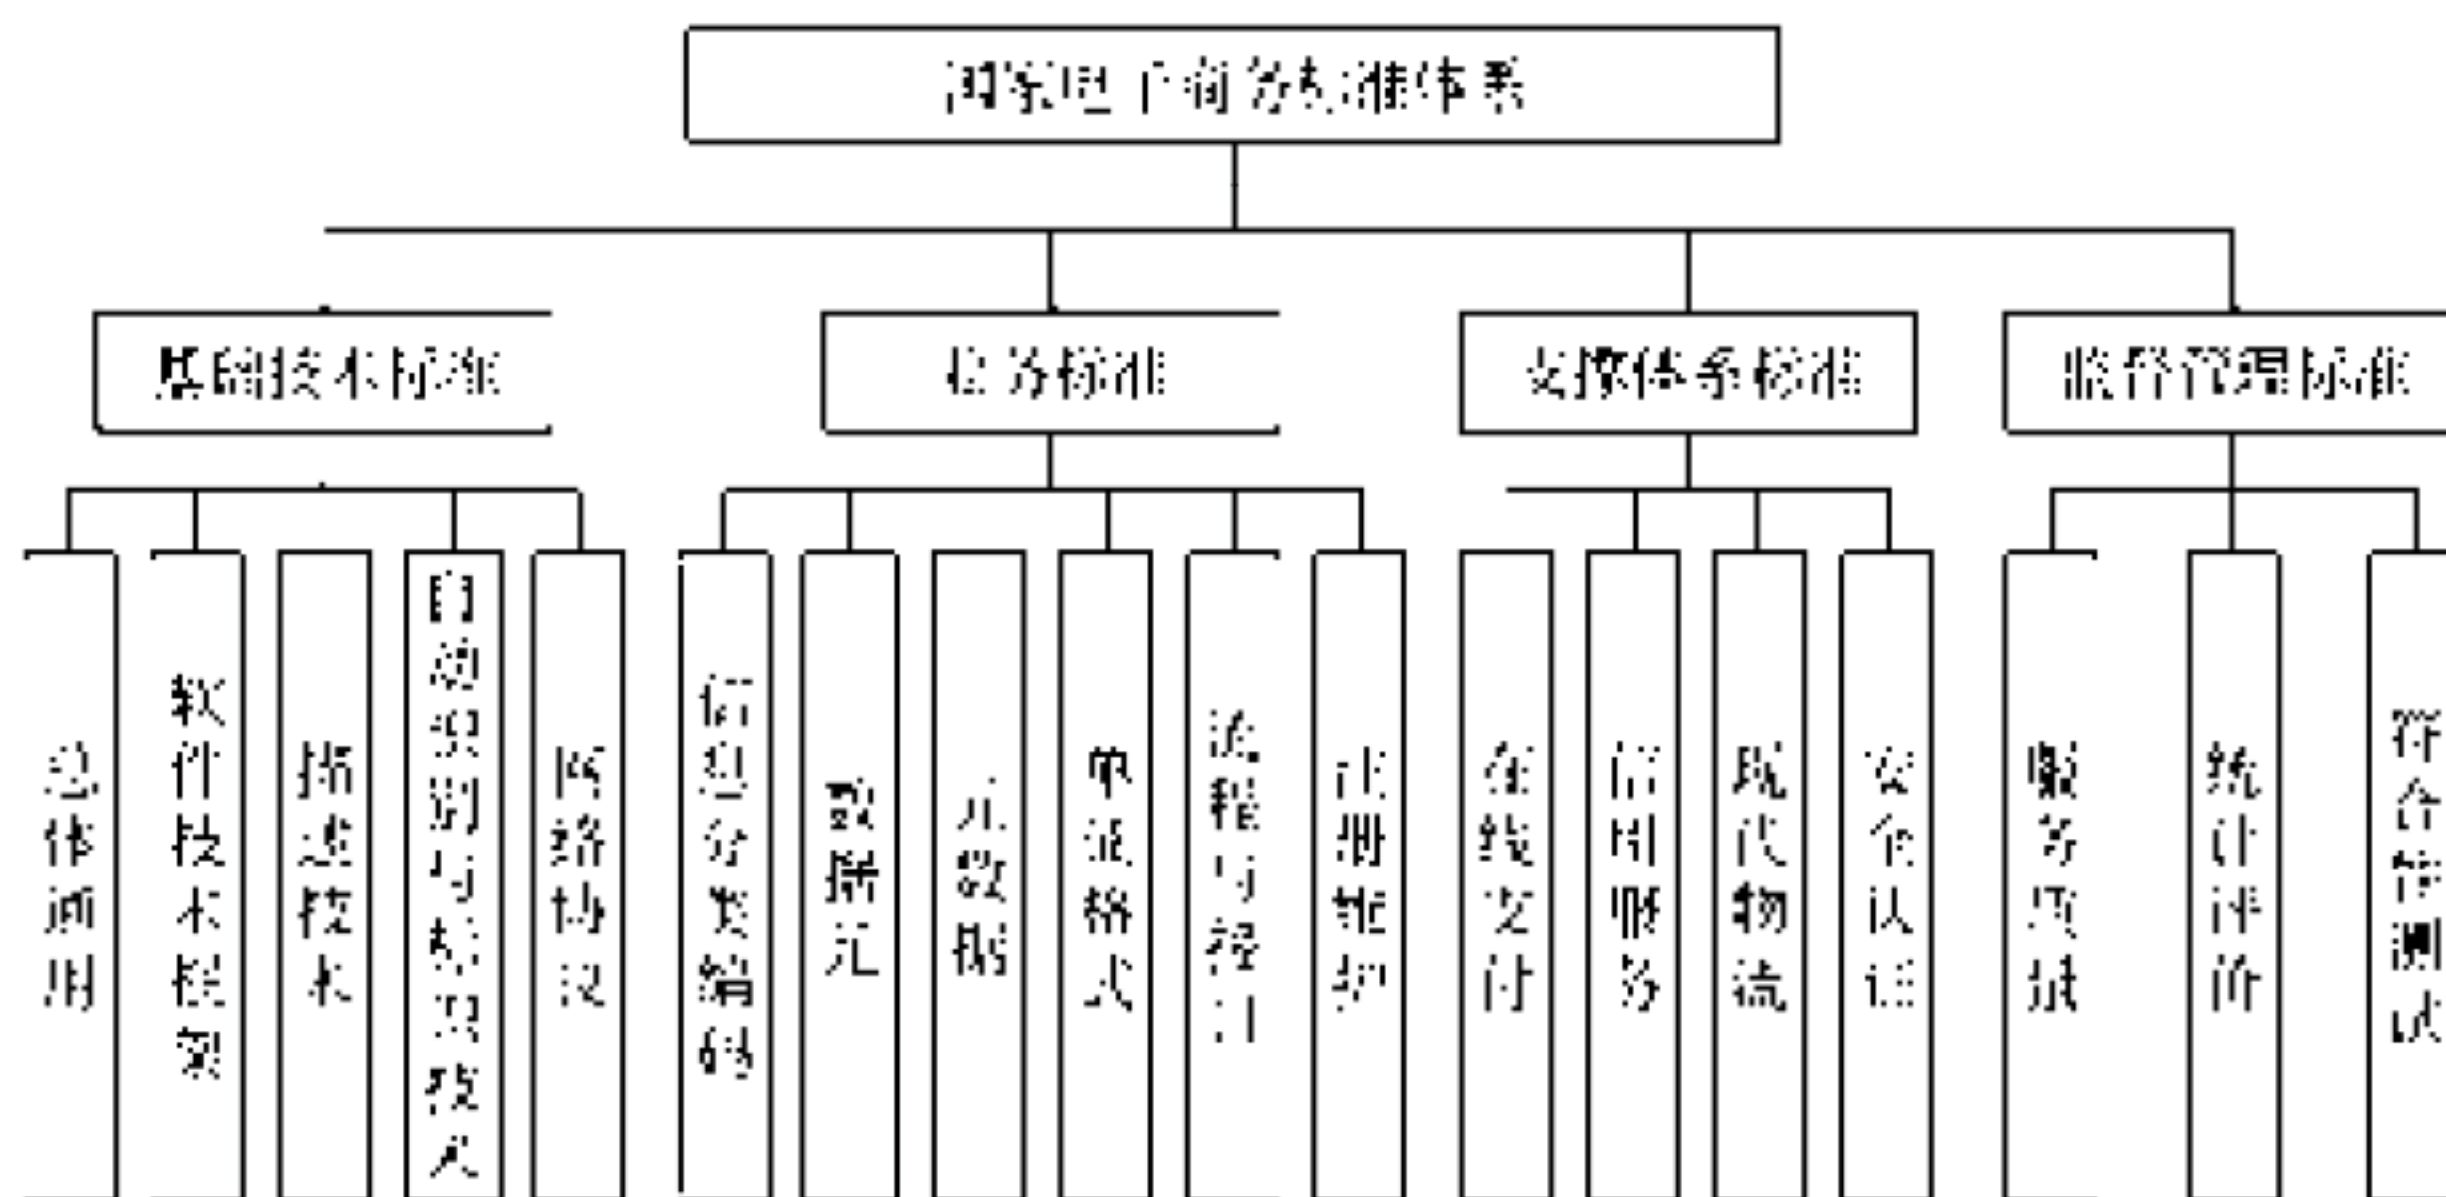 国家电子商务标准体系
基础技术标准
业务标准
支撑体系标准
监督管理标准
总体通用
软件技术框架
描述技术
自动识别与标识技术
网络协议
信息分类编码
数据元
元数据
单证格式
流程与设计
注册维护
在线支付
信用服务
现代物流
安全认证
服务质量
统计评价
符合性测试